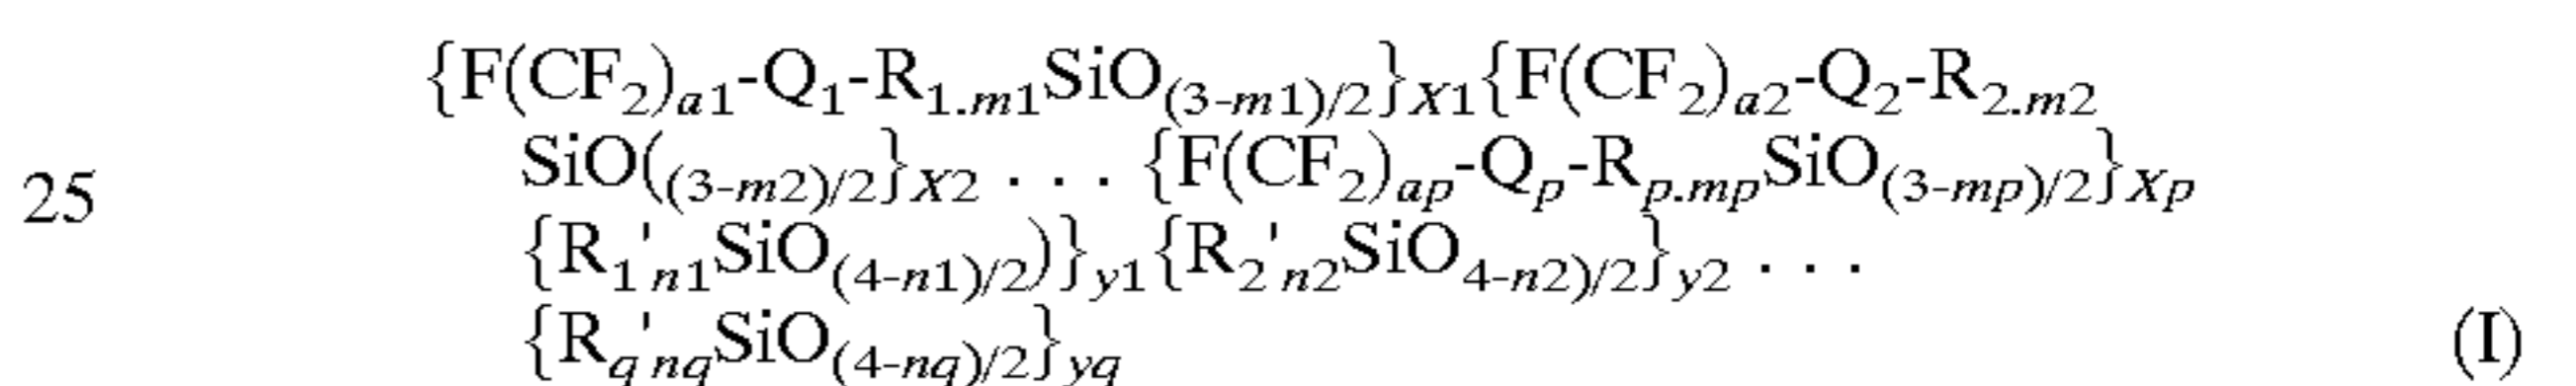 {F(CF2)a1-Q1-R1.m1SiO(3-m1)/2}X1{F(CF2)a2-Q2-R2.m2
SiO((3-m2)/2}X2 . . . {F(CF2)ap-Qp-Rp.mpSiO(3-mp)/2}Xp
25
{R1'n1SiO(4-n1)/2)}y1{R2'n2SiO4-n2)/2}y2 . . .
{Rq'nqSiO(4-nq)/2}yq (I)